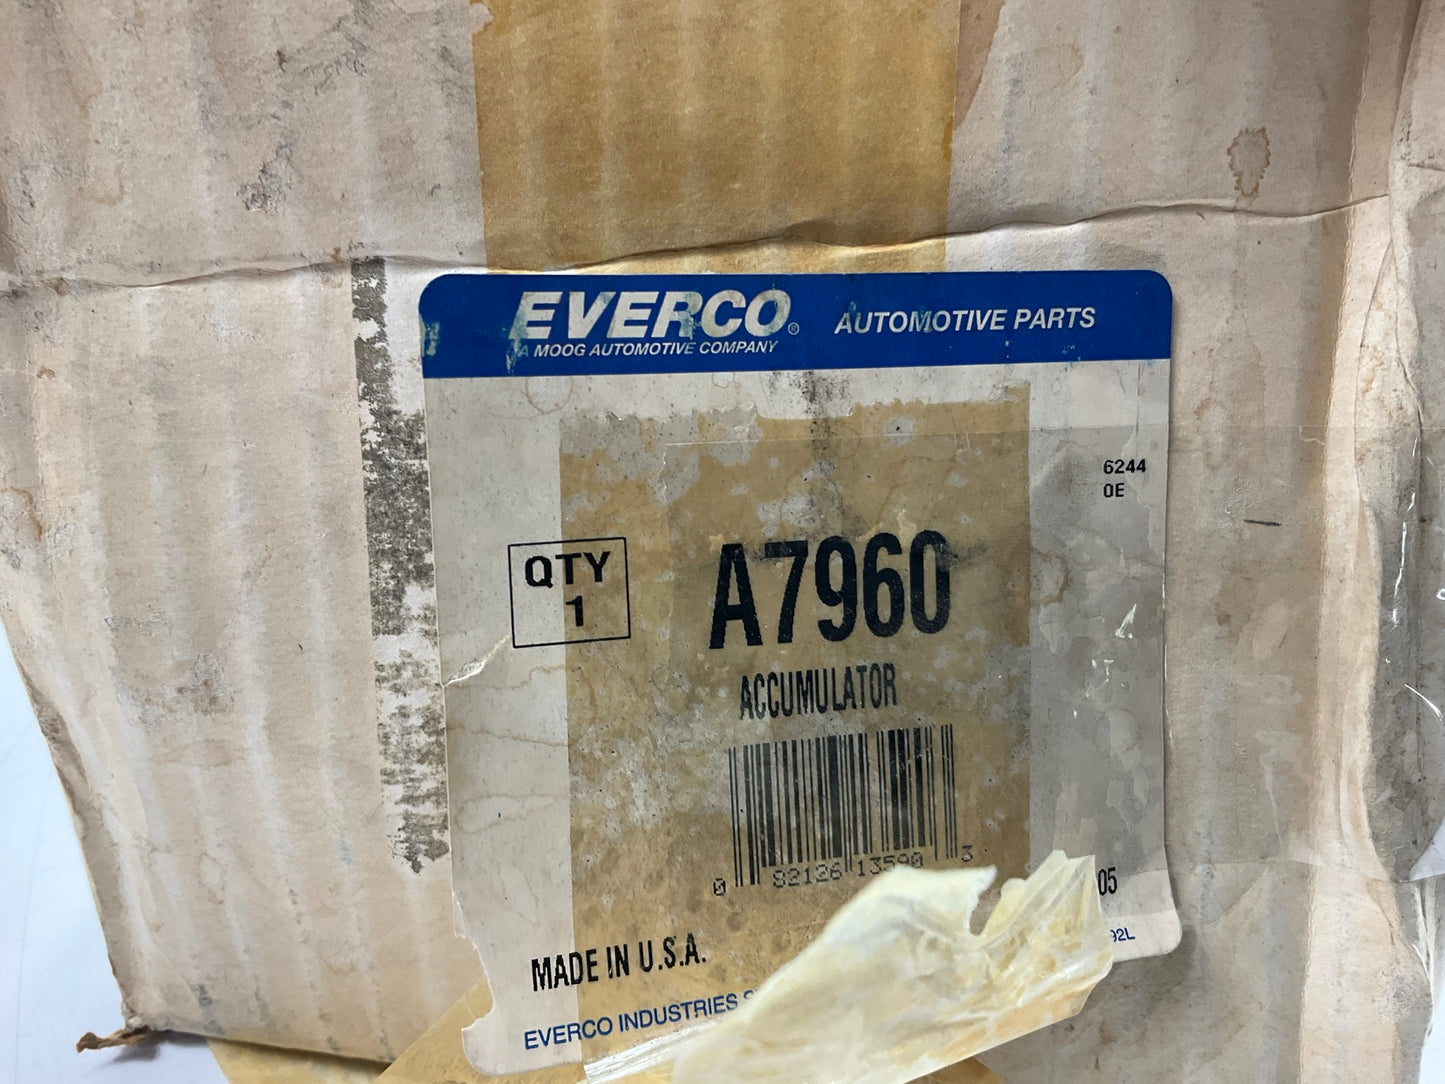 EVERCO® AUTOMOTIVE PARTS
A MOOG AUTOMOTIVE COMPANY
6244
0E
QTY
1
A7960
ACCUMULATOR
0 82126 13590 3
05
MADE IN U.S.A.
92L
EVERCO INDUSTRIES